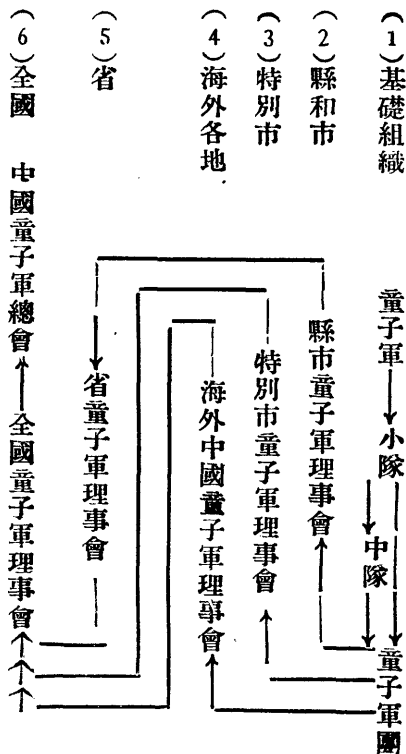 (1)基礎組織　童子軍　小隊　中隊　童子軍團
(2)縣和市　縣市童子軍理事會
(3)特別市　特別市童子軍理事會
(4)海外各地　海外中國童子軍理事會
(5)省　省童子軍理事會
(6)全國　中國童子軍總會　全國童子軍理事會